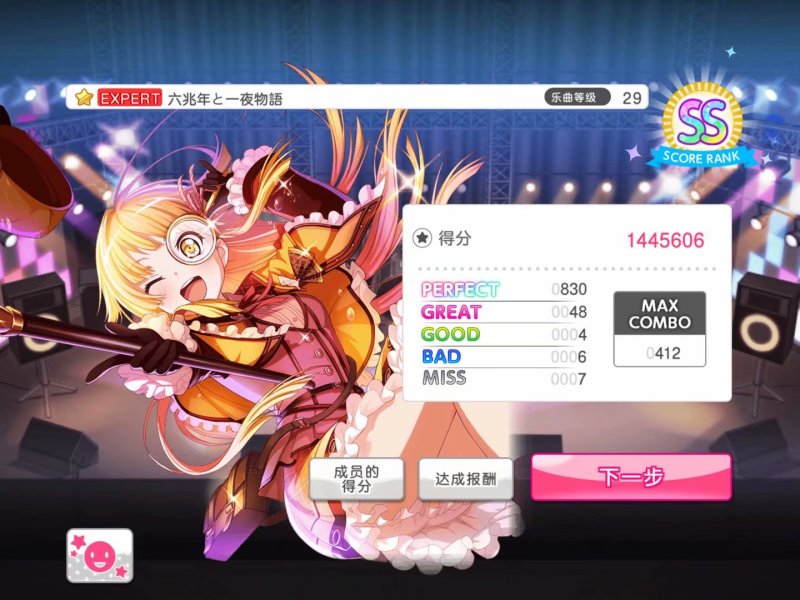 EXPERT 六兆年と一夜物語 乐曲等级 29
SS
SCORE RANK
得分 1445606
PERFECT 0830
GREAT 0048
GOOD 0004
BAD 0006
MISS 0007
MAX
COMBO
0412
成员的
得分
达成报酬
下一步